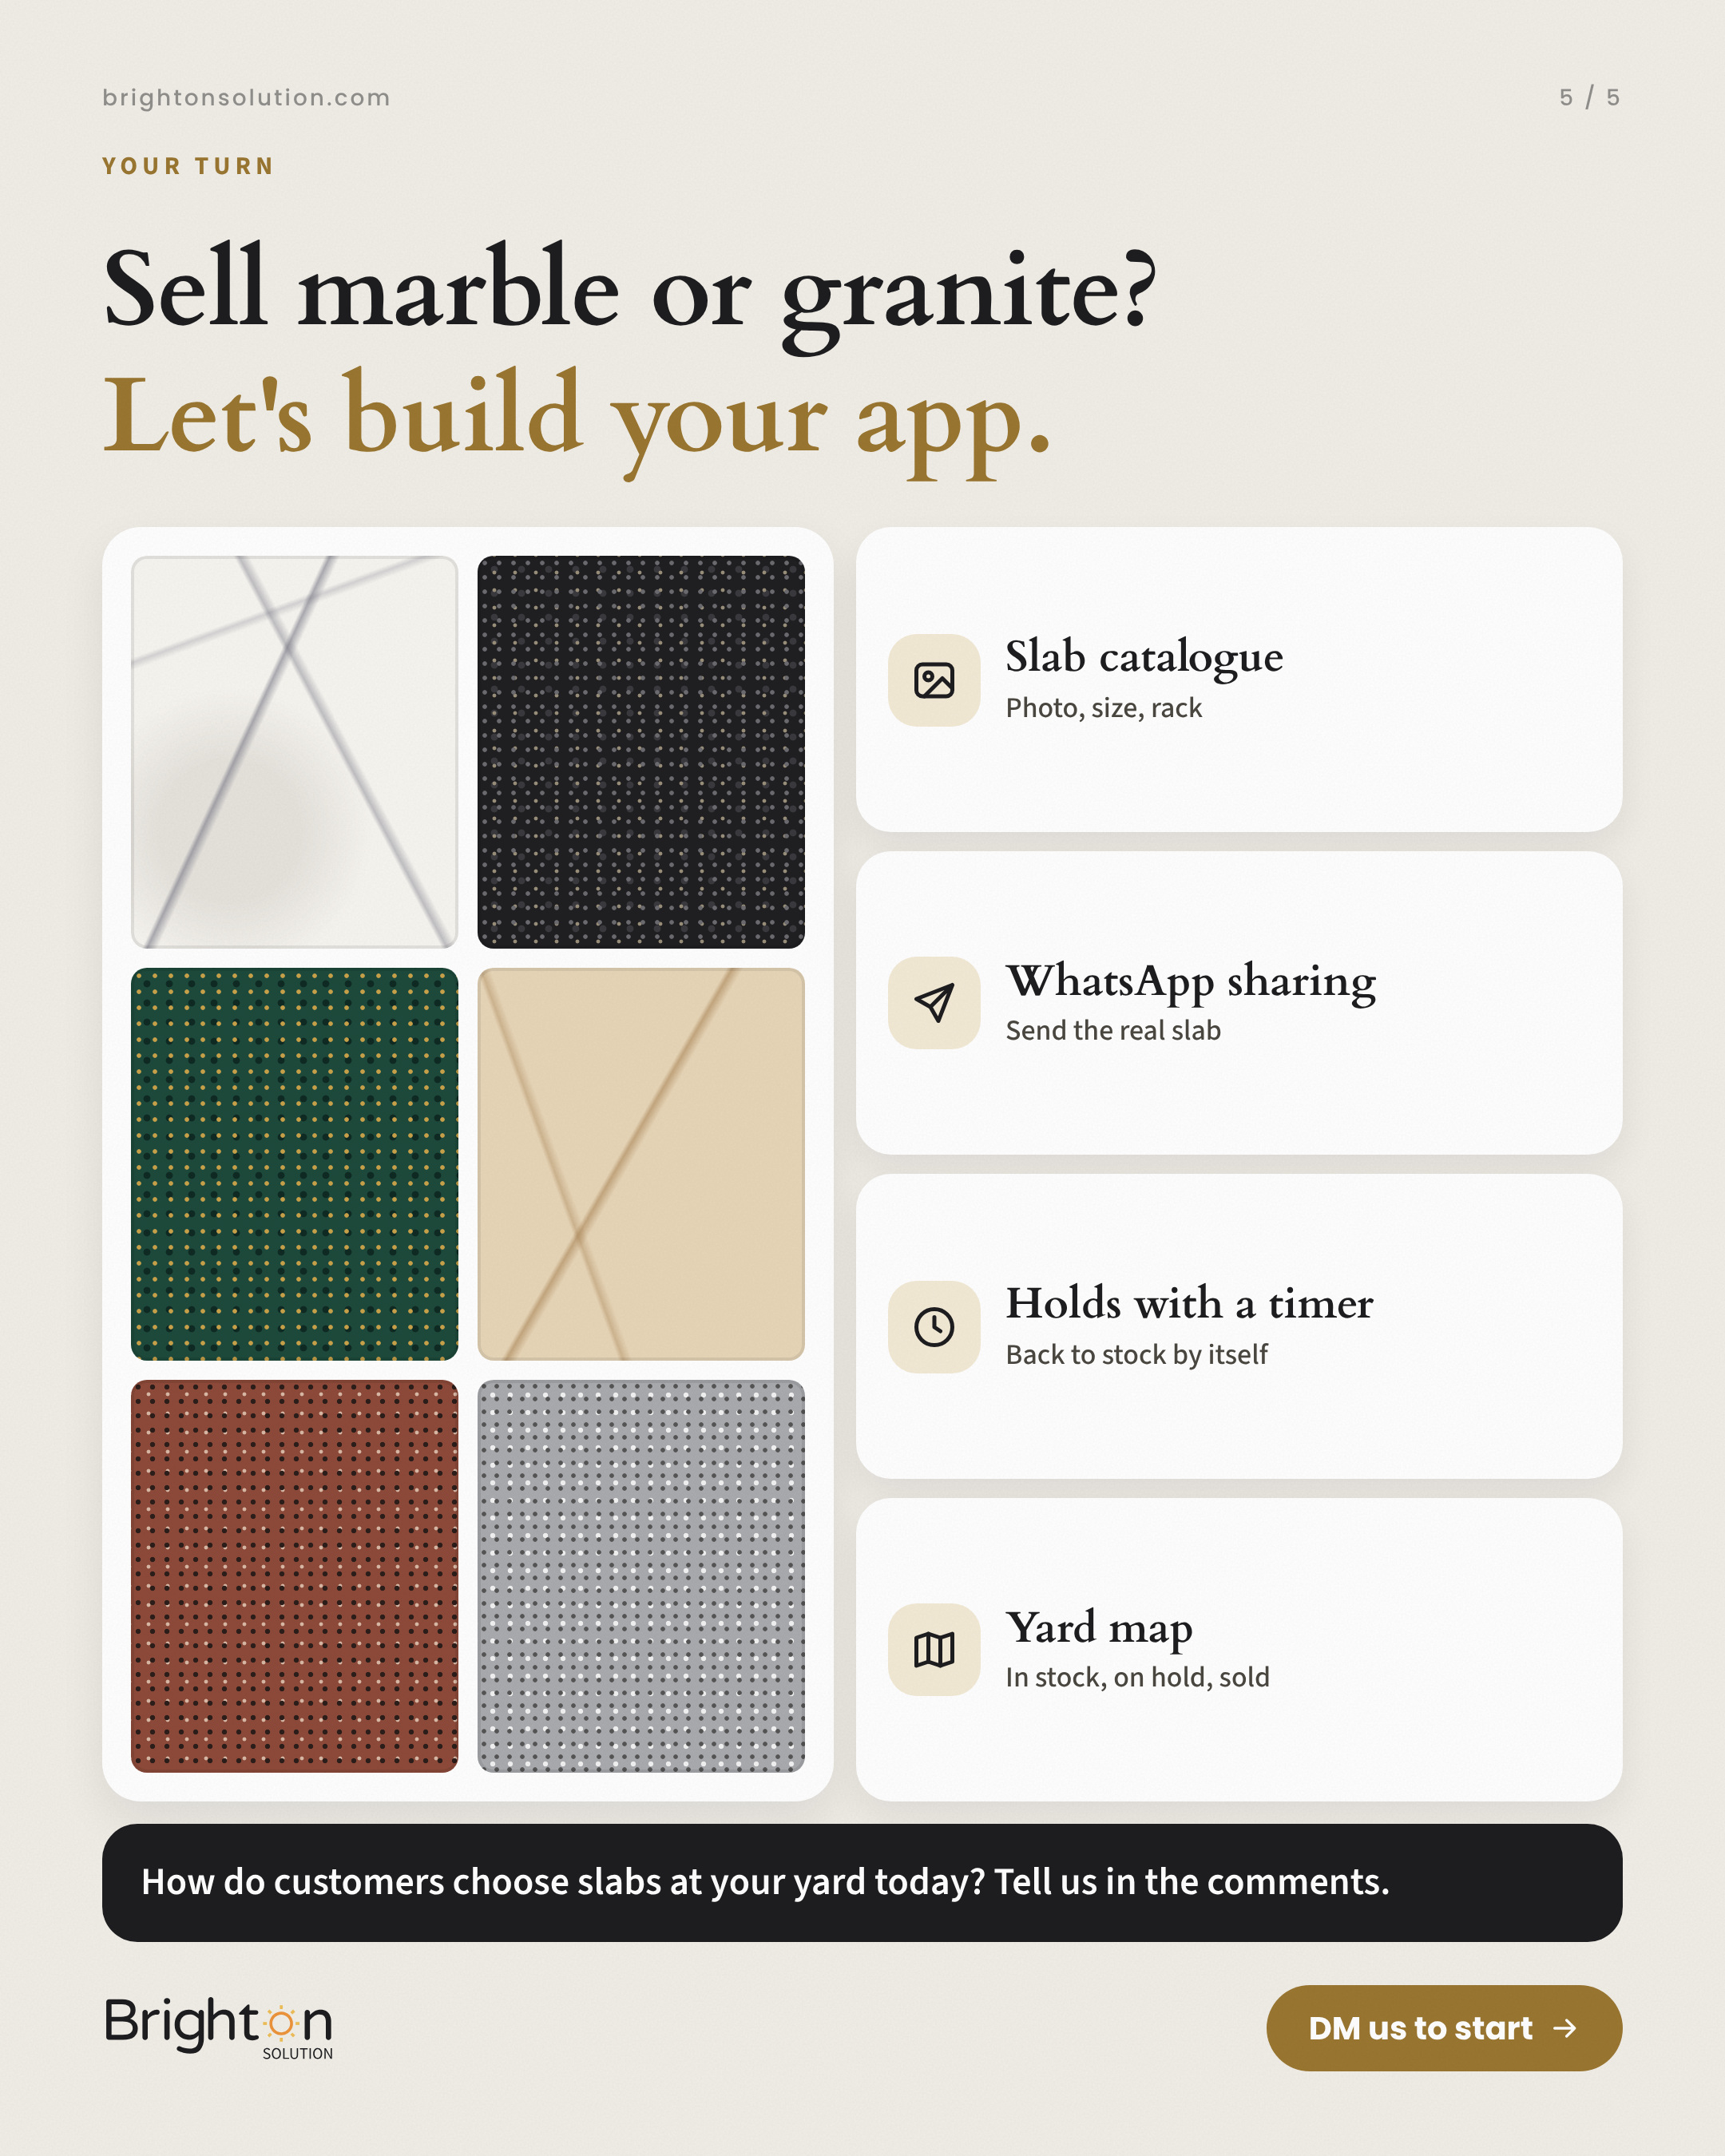 brightonsolution.com
5 / 5
YOUR TURN
Sell marble or granite?
Let's build your app.
Slab catalogue
Photo, size, rack
WhatsApp sharing
Send the real slab
Holds with a timer
Back to stock by itself
Yard map
In stock, on hold, sold
How do customers choose slabs at your yard today? Tell us in the comments.
Brighton
SOLUTION
DM us to start